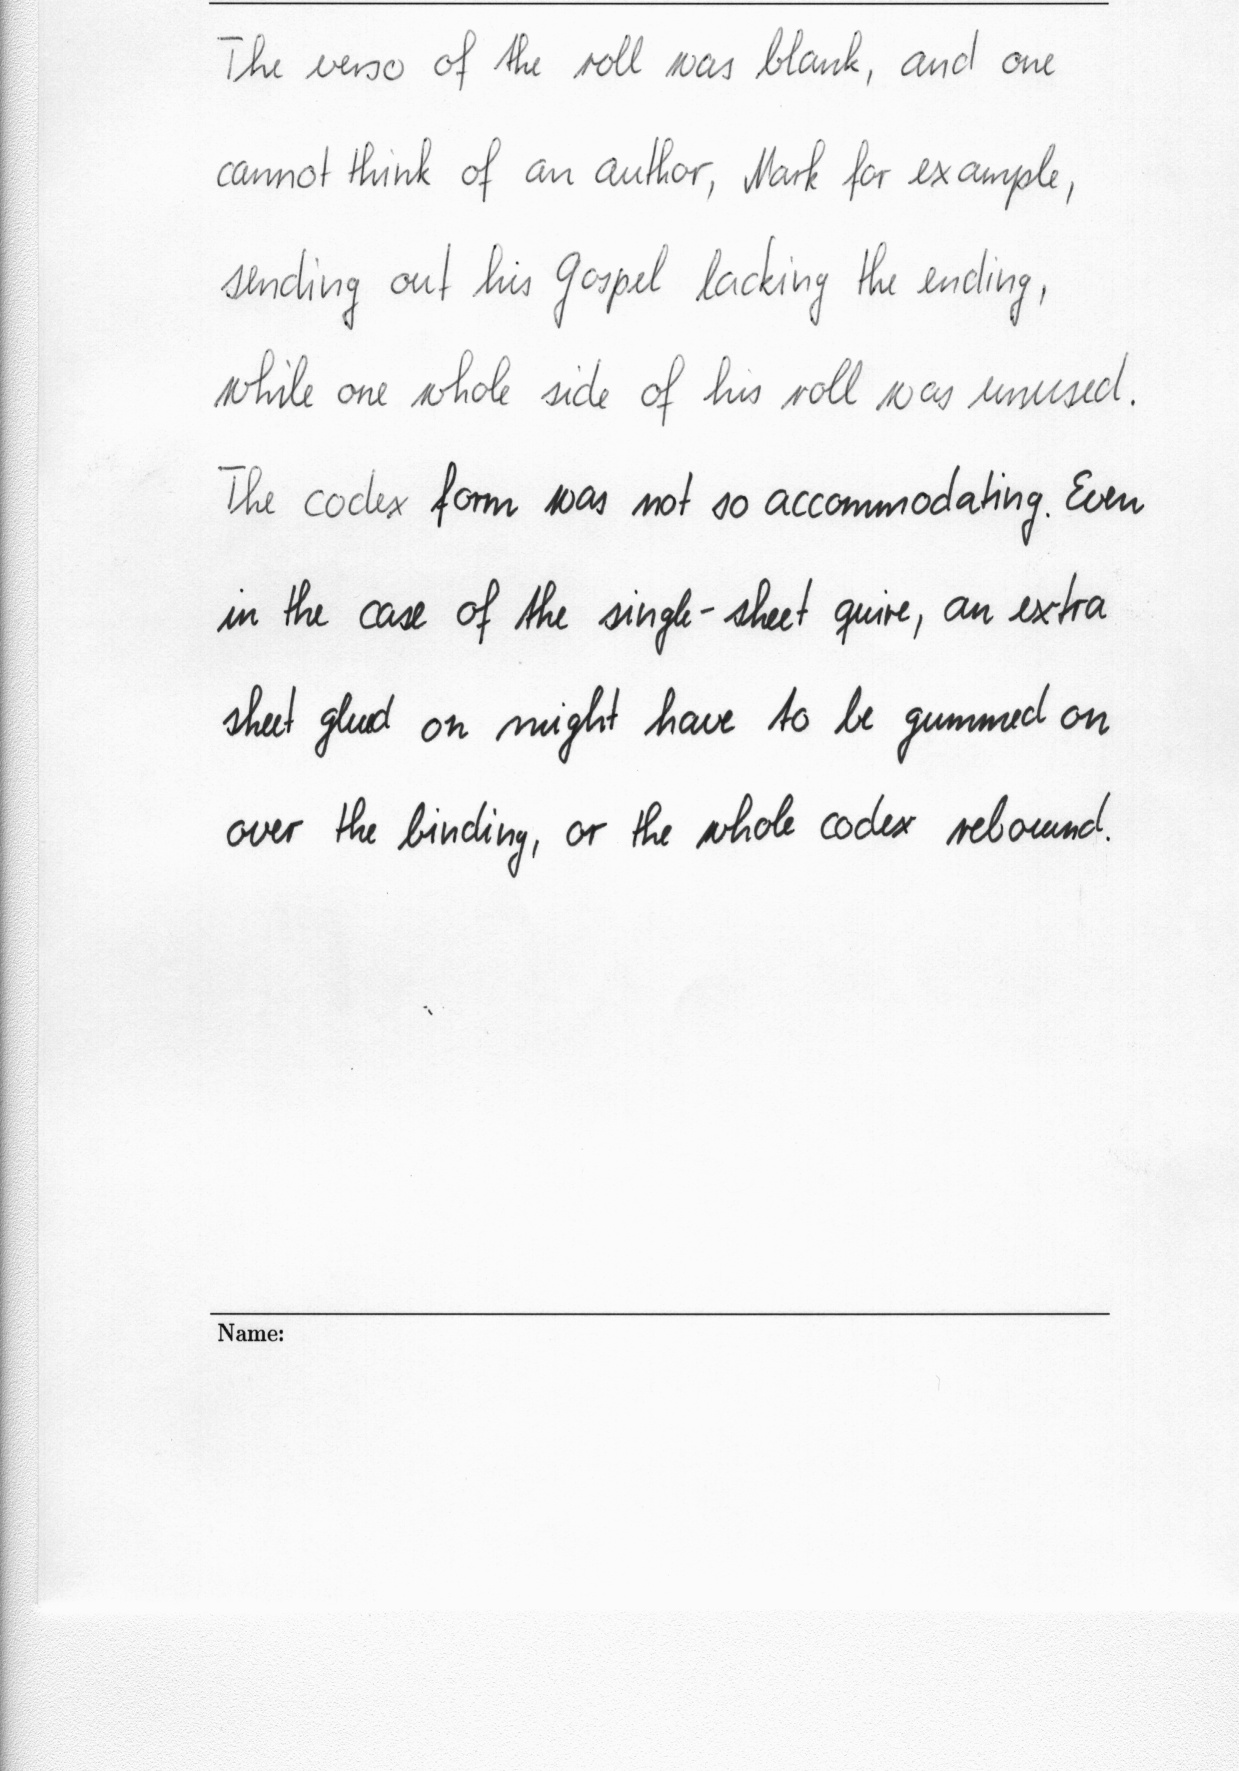 The verso of the roll was blank, and one
cannot think of an author, Mark for example,
sending out his Gospel lacking the ending,
while one whole side of his roll was unused.
The codex form was not so accommodating. Even
in the case of the single-sheet quire, an extra
sheet glued on might have to be gummed on
over the binding, or the whole codex rebound.
Name: